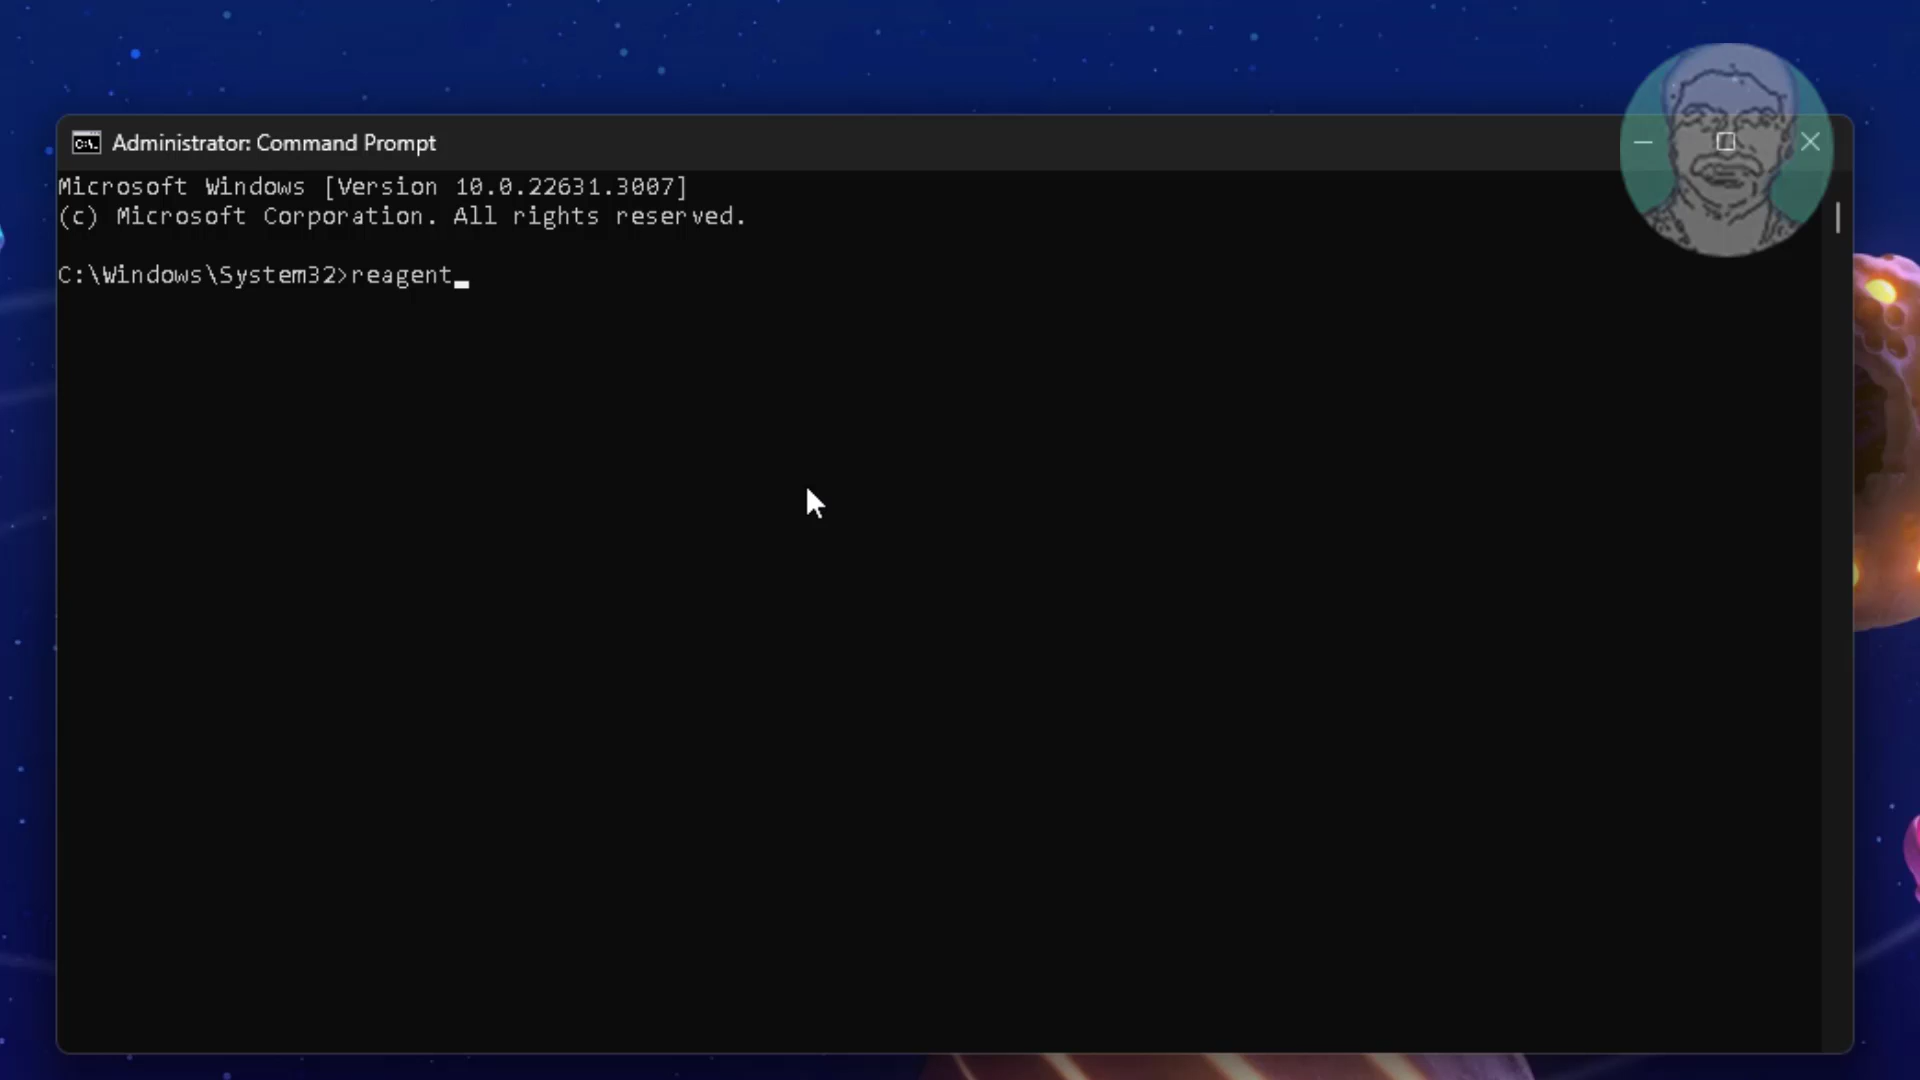 Administrator: Command Prompt
Microsoft Windows [Version 10.0.22631.3007]
(c) Microsoft Corporation. All rights reserved.
C:\Windows\System32>reagent